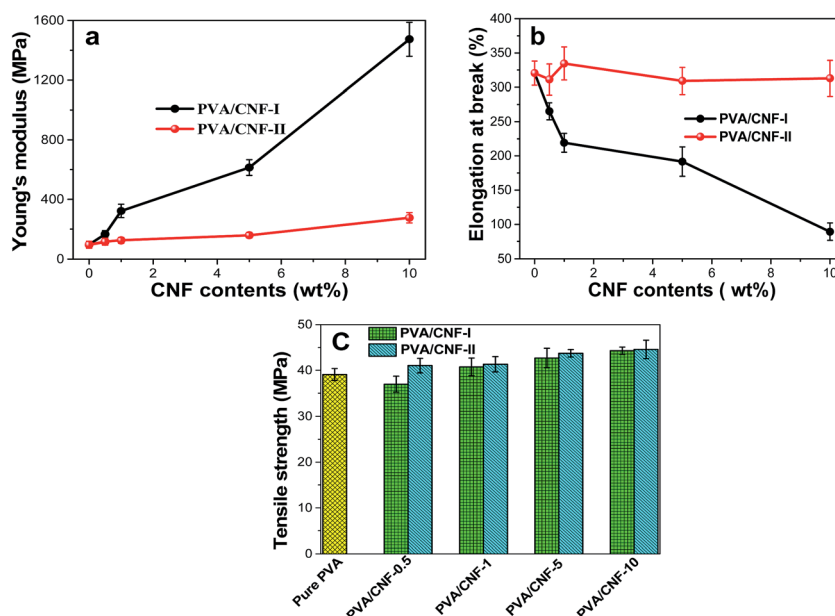 a
Young's modulus (MPa)
1600
1200
800
400
0
PVA/CNF-I
PVA/CNF-II
0 2 4 6 8 10
CNF contents (wt%)
b
Elongation at break (%)
400
350
300
250
200
150
100
50
PVA/CNF-I
PVA/CNF-II
0 2 4 6 8 10
CNF contents ( wt%)
C
Tensile strength (MPa)
50
40
30
20
10
0
PVA/CNF-I
PVA/CNF-II
Pure PVA
PVA/CNF-0.5
PVA/CNF-1
PVA/CNF-5
PVA/CNF-10